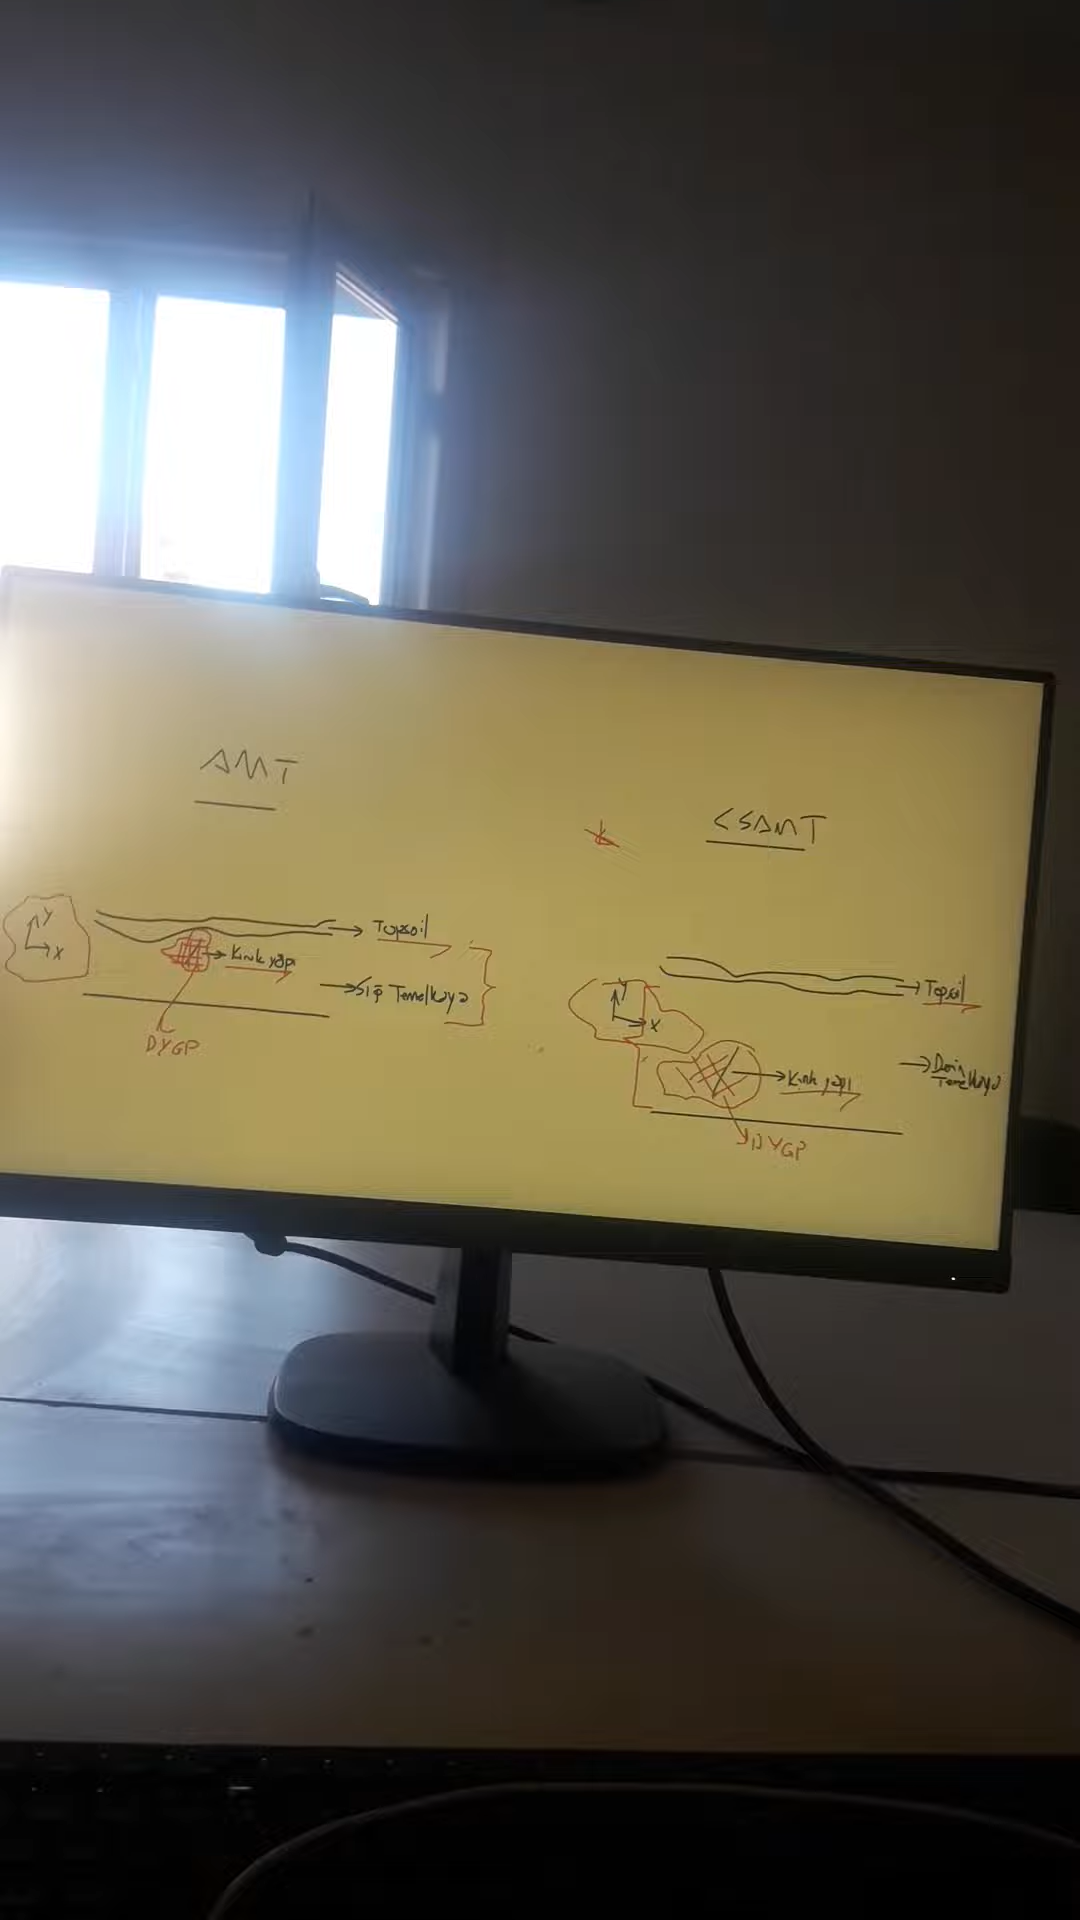 AMT
Y
X
Topsoil
Kırık yapı
Sığ Temelkaya
DYGP
CSAMT
Y
X
Topsoil
Kırık yapı
Derin
Temelkaya
DYGP